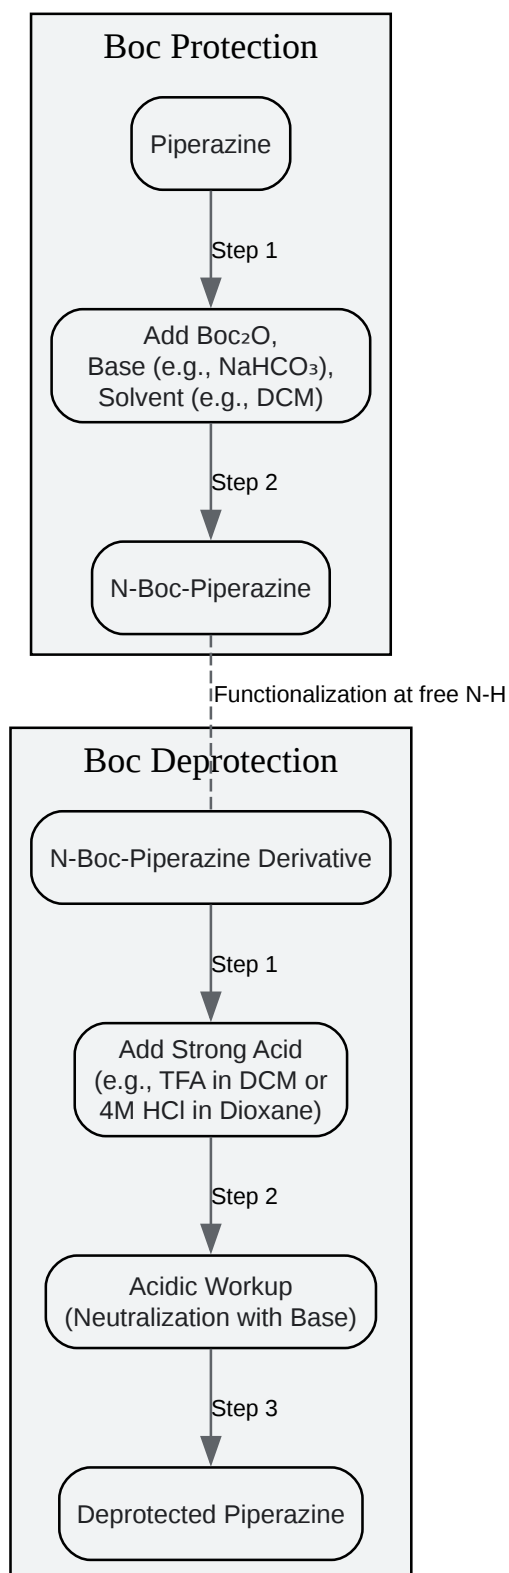 Boc Protection
Piperazine
Step 1
Add Boc₂O,
Base (e.g., NaHCO₃),
Solvent (e.g., DCM)
Step 2
N-Boc-Piperazine
Functionalization at free N-H
Boc Deprotection
N-Boc-Piperazine Derivative
Step 1
Add Strong Acid
(e.g., TFA in DCM or
4M HCl in Dioxane)
Step 2
Acidic Workup
(Neutralization with Base)
Step 3
Deprotected Piperazine